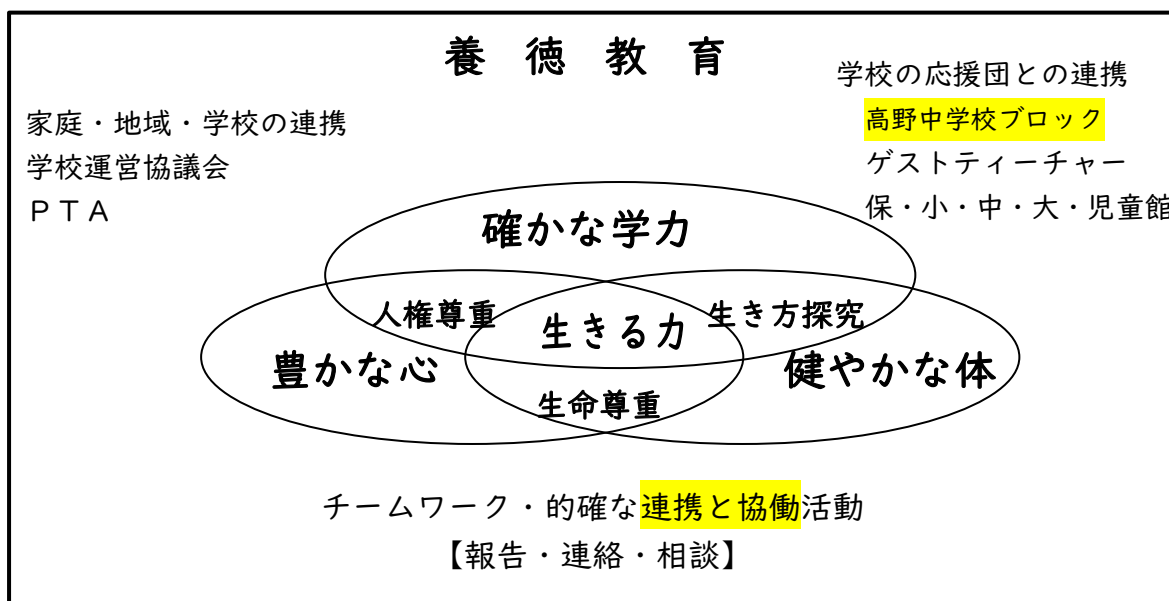 養徳教育
家庭・地域・学校の連携
学校運営協議会
PTA
学校の応援団との連携
高野中学校ブロック
ゲストティーチャー
保・小・中・大・児童館
確かな学力
人権尊重
生きる力
生き方探究
豊かな心
健やかな体
生命尊重
チームワーク・的確な連携と協働活動
【報告・連絡・相談】